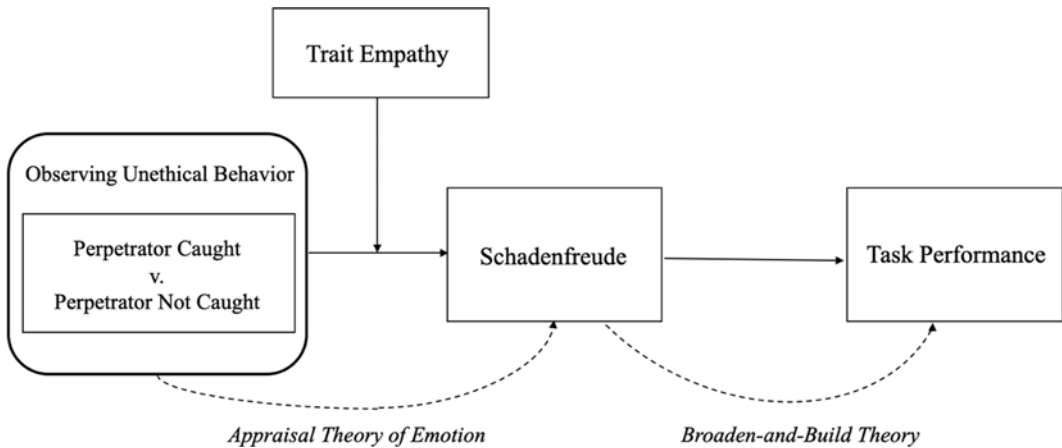 Trait Empathy
Observing Unethical Behavior
Perpetrator Caught
v.
Perpetrator Not Caught
Schadenfreude
Task Performance
Appraisal Theory of Emotion
Broaden-and-Build Theory